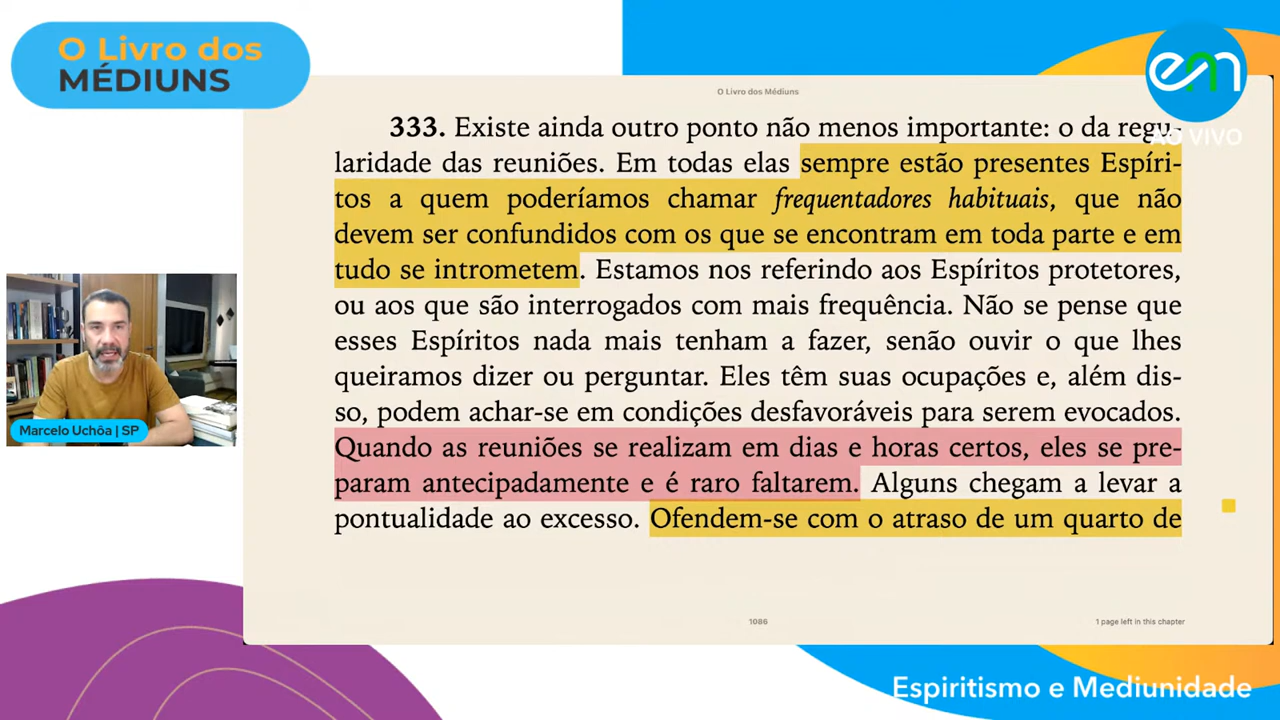 O Livro dos
MÉDIUNS
em
AO VIVO
O Livro dos Médiuns
333. Existe ainda outro ponto não menos importante: o da regu-
laridade das reuniões. Em todas elas sempre estão presentes Espíri-
tos a quem poderíamos chamar frequentadores habituais, que não
devem ser confundidos com os que se encontram em toda parte e em
tudo se intrometem. Estamos nos referindo aos Espíritos protetores,
ou aos que são interrogados com mais frequência. Não se pense que
esses Espíritos nada mais tenham a fazer, senão ouvir o que lhes
queiramos dizer ou perguntar. Eles têm suas ocupações e, além dis-
so, podem achar-se em condições desfavoráveis para serem evocados.
Quando as reuniões se realizam em dias e horas certos, eles se pre-
param antecipadamente e é raro faltarem. Alguns chegam a levar a
pontualidade ao excesso. Ofendem-se com o atraso de um quarto de
1086
1 page left in this chapter
Marcelo Uchôa | SP
Espiritismo e Mediunidade